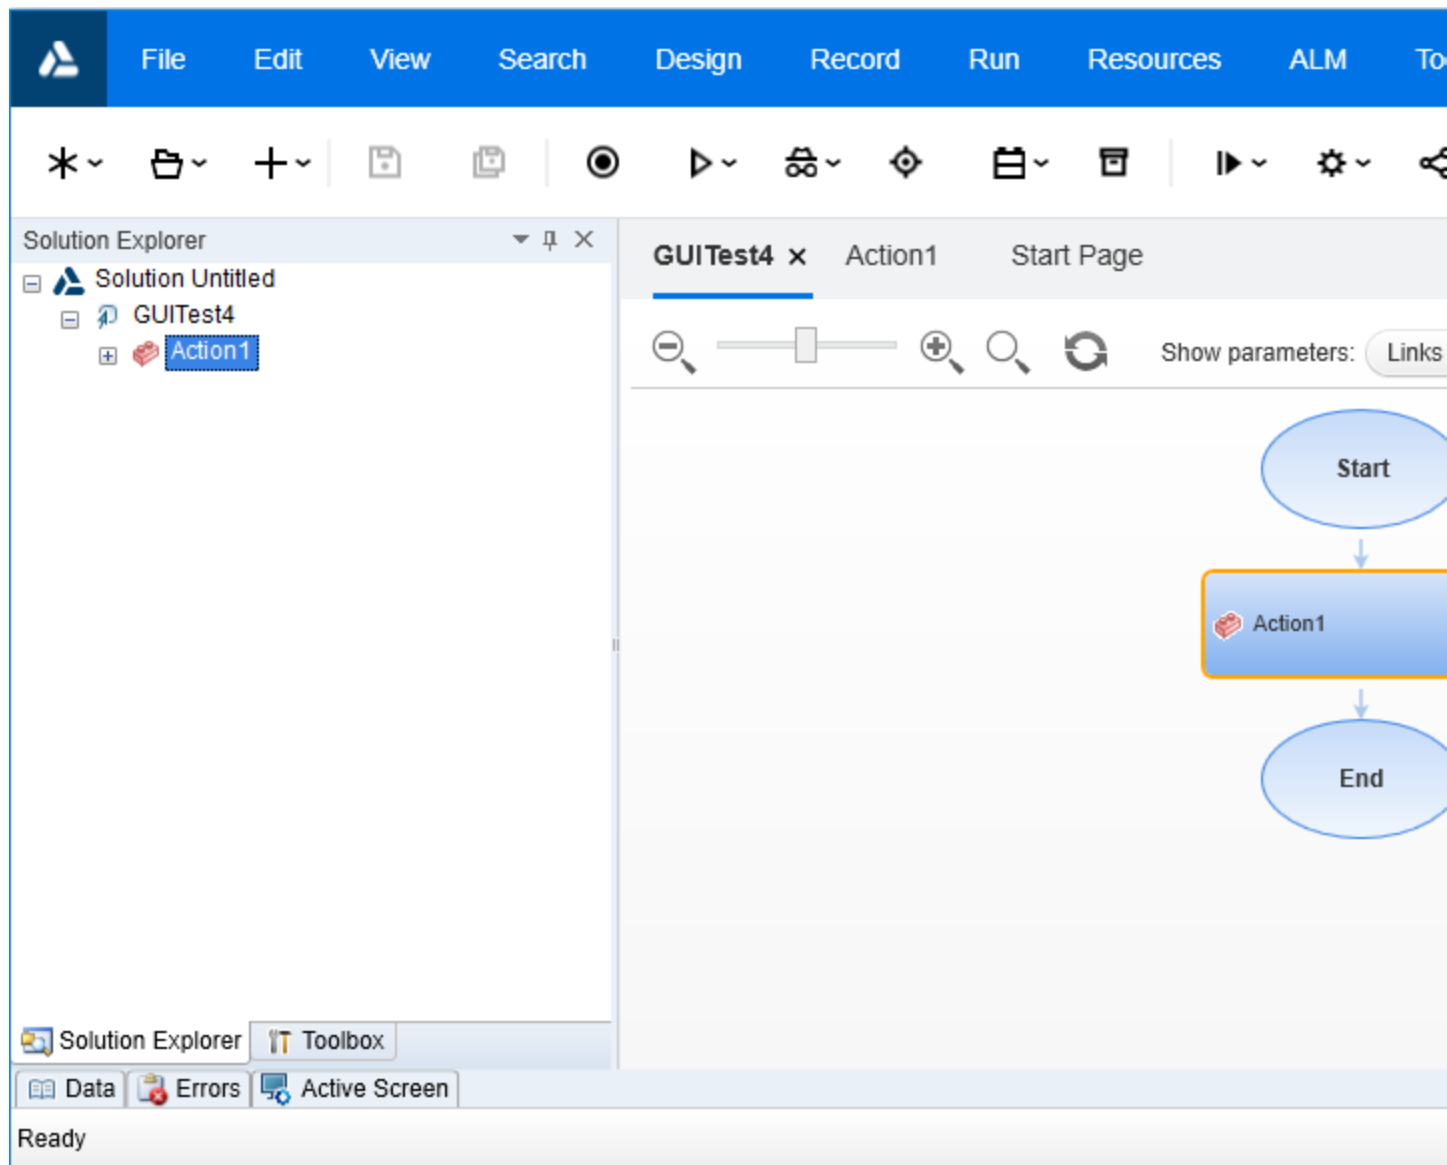 File Edit View Search Design Record Run Resources ALM To
Solution Explorer
Solution Untitled
GUITest4
Action1
GUITest4 Action1 Start Page
Show parameters: Links
Start
Action1
End
Solution Explorer Toolbox
Data Errors Active Screen
Ready